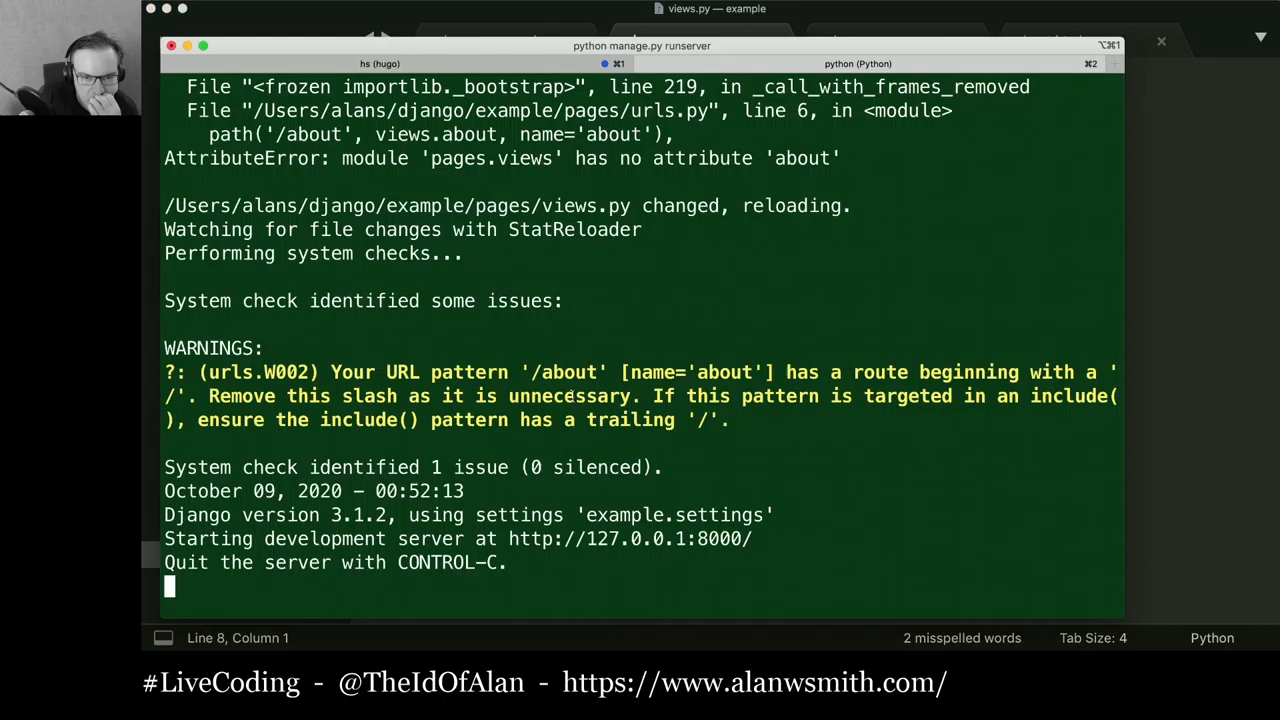 views.py — example
python manage.py runserver
⌥⌘1
hs (hugo)
⌘1
python (Python)
⌘2
File "<frozen importlib._bootstrap>", line 219, in _call_with_frames_removed
File "/Users/alans/django/example/pages/urls.py", line 6, in <module>
path('/about', views.about, name='about'),
AttributeError: module 'pages.views' has no attribute 'about'
/Users/alans/django/example/pages/views.py changed, reloading.
Watching for file changes with StatReloader
Performing system checks...
System check identified some issues:
WARNINGS:
?: (urls.W002) Your URL pattern '/about' [name='about'] has a route beginning with a '
/'. Remove this slash as it is unnecessary. If this pattern is targeted in an include(
), ensure the include() pattern has a trailing '/'.
System check identified 1 issue (0 silenced).
October 09, 2020 - 00:52:13
Django version 3.1.2, using settings 'example.settings'
Starting development server at http://127.0.0.1:8000/
Quit the server with CONTROL-C.
Line 8, Column 1
2 misspelled words
Tab Size: 4
Python
#LiveCoding - @TheIdOfAlan - https://www.alanwsmith.com/